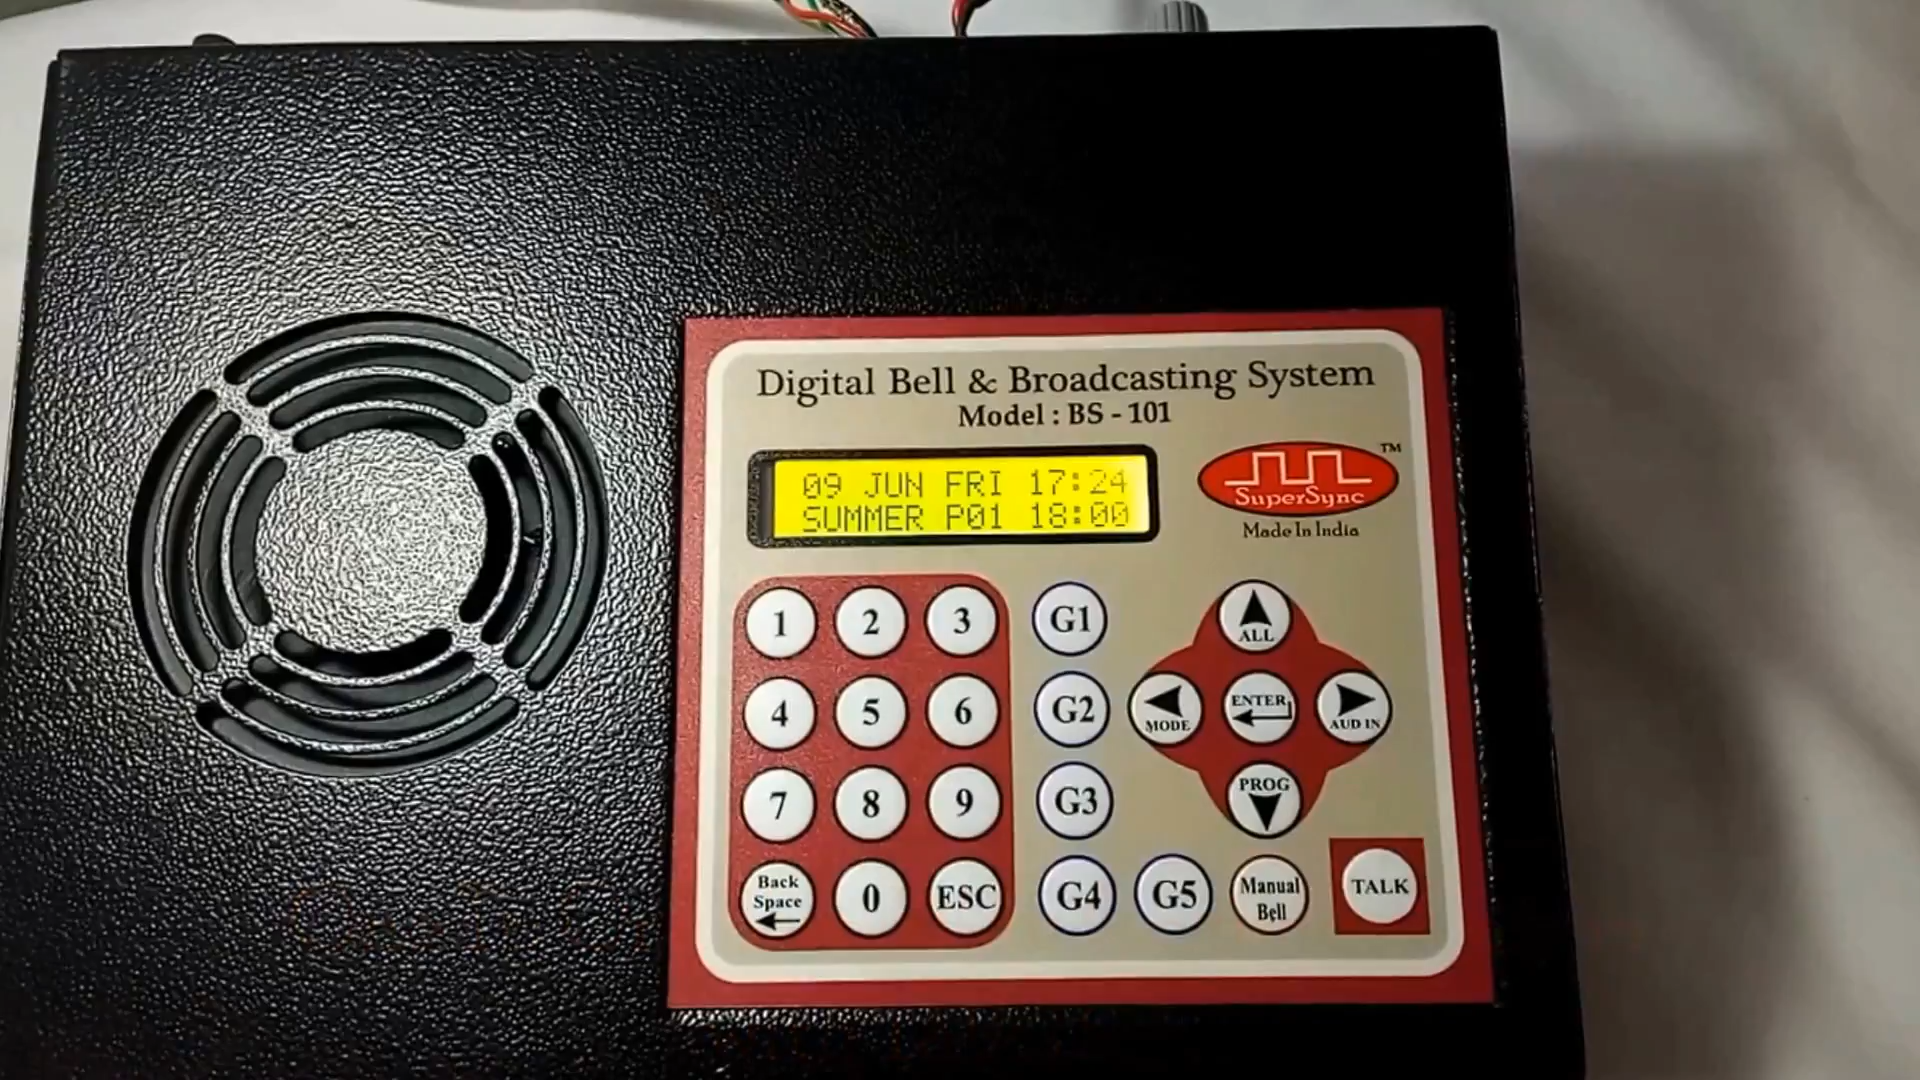 Digital Bell & Broadcasting System
Model : BS - 101
09 JUN FRI 17:24
SUMMER P01 18:00
TM
SuperSync
Made In India
1 2 3 G1
ALL
4 5 6 G2
MODE
ENTER
AUD IN
7 8 9 G3
PROG
Back Space
0 ESC G4 G5
Manual Bell
TALK